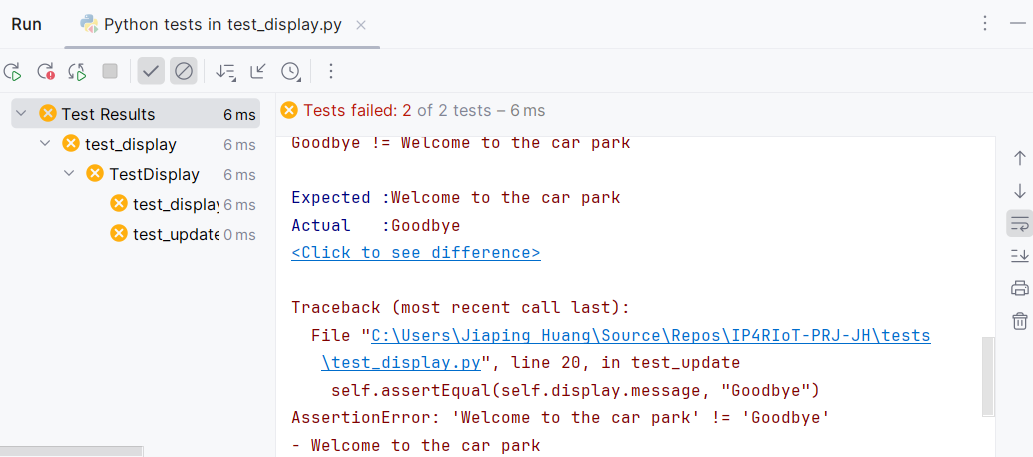 Run
Python tests in test_display.py
Test Results 6 ms
Tests failed: 2 of 2 tests – 6 ms
test_display 6 ms
TestDisplay 6 ms
test_display 6 ms
test_update 0 ms
Goodbye != Welcome to the car park
Expected :Welcome to the car park
Actual :Goodbye
<Click to see difference>
Traceback (most recent call last):
File "C:\Users\Jiaping Huang\Source\Repos\IP4RIoT-PRJ-JH\tests
\test_display.py", line 20, in test_update
self.assertEqual(self.display.message, "Goodbye")
AssertionError: 'Welcome to the car park' != 'Goodbye'
- Welcome to the car park